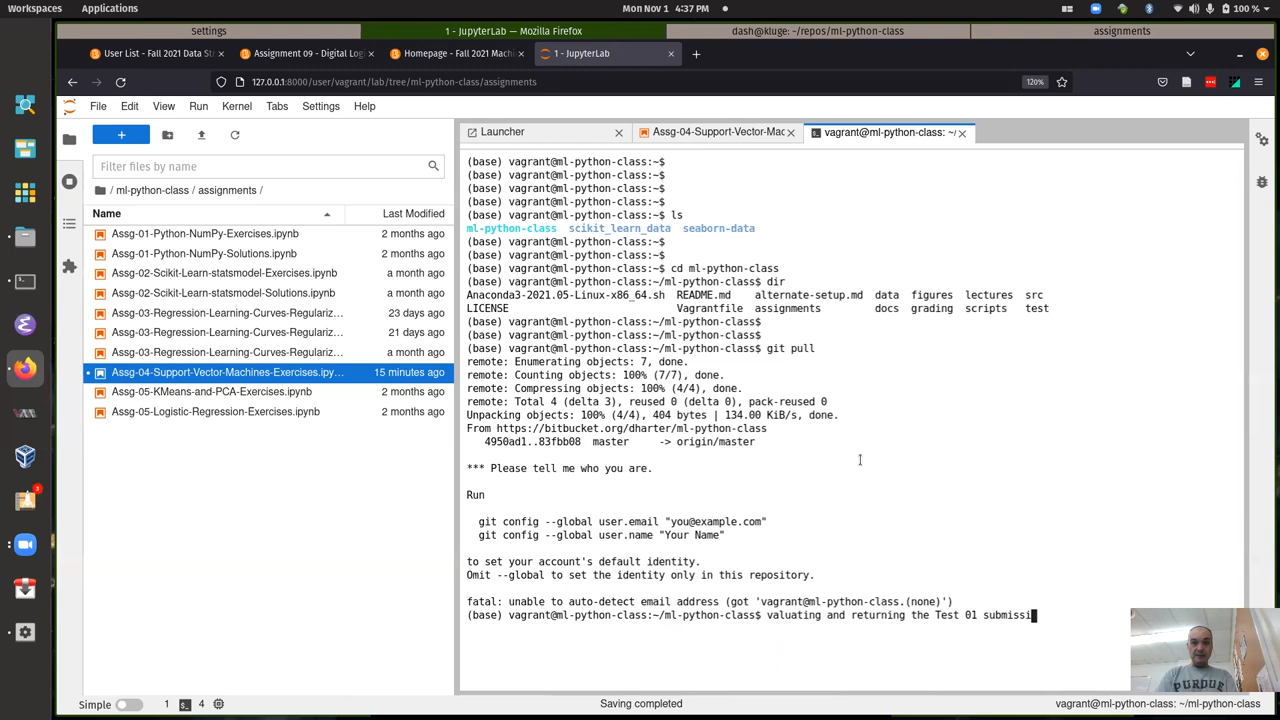 Workspaces
Applications
Mon Nov 1 4:37 PM
100 %
Settings
1 - JupyterLab — Mozilla Firefox
dash@kluge: ~/repos/ml-python-class
assignments
User List - Fall 2021 Data St
Assignment 09 - Digital Logi
Homepage - Fall 2021 Machi
1 - JupyterLab
127.0.0.1:8000/user/vagrant/lab/tree/ml-python-class/assignments
120%
File Edit View Run Kernel Tabs Settings Help
Launcher
Assg-04-Support-Vector-Mac
vagrant@ml-python-class: ~/
Filter files by name
/ ml-python-class / assignments /
Name Last Modified
Assg-01-Python-NumPy-Exercises.ipynb 2 months ago
Assg-01-Python-NumPy-Solutions.ipynb 2 months ago
Assg-02-Scikit-Learn-statsmodel-Exercises.ipynb a month ago
Assg-02-Scikit-Learn-statsmodel-Solutions.ipynb a month ago
Assg-03-Regression-Learning-Curves-Regulariz... 23 days ago
Assg-03-Regression-Learning-Curves-Regulariz... 21 days ago
Assg-03-Regression-Learning-Curves-Regulariz... a month ago
Assg-04-Support-Vector-Machines-Exercises.ipy... 15 minutes ago
Assg-05-KMeans-and-PCA-Exercises.ipynb 2 months ago
Assg-05-Logistic-Regression-Exercises.ipynb 2 months ago
(base) vagrant@ml-python-class:~$
(base) vagrant@ml-python-class:~$
(base) vagrant@ml-python-class:~$
(base) vagrant@ml-python-class:~$
(base) vagrant@ml-python-class:~$ ls
ml-python-class scikit_learn_data seaborn-data
(base) vagrant@ml-python-class:~$
(base) vagrant@ml-python-class:~$
(base) vagrant@ml-python-class:~$ cd ml-python-class
(base) vagrant@ml-python-class:~/ml-python-class$ dir
Anaconda3-2021.05-Linux-x86_64.sh README.md alternate-setup.md data figures lectures src
LICENSE Vagrantfile assignments docs grading scripts test
(base) vagrant@ml-python-class:~/ml-python-class$
(base) vagrant@ml-python-class:~/ml-python-class$
(base) vagrant@ml-python-class:~/ml-python-class$ git pull
remote: Enumerating objects: 7, done.
remote: Counting objects: 100% (7/7), done.
remote: Compressing objects: 100% (4/4), done.
remote: Total 4 (delta 3), reused 0 (delta 0), pack-reused 0
Unpacking objects: 100% (4/4), 404 bytes | 134.00 KiB/s, done.
From https://bitbucket.org/dharter/ml-python-class
4950ad1..83fbb08 master -> origin/master
*** Please tell me who you are.
Run
git config --global user.email "you@example.com"
git config --global user.name "Your Name"
to set your account's default identity.
Omit --global to set the identity only in this repository.
fatal: unable to auto-detect email address (got 'vagrant@ml-python-class.(none)')
(base) vagrant@ml-python-class:~/ml-python-class$ valuating and returning the Test 01 submissi
PURDUE
Simple
1
4
Saving completed
vagrant@ml-python-class: ~/ml-python-class
3